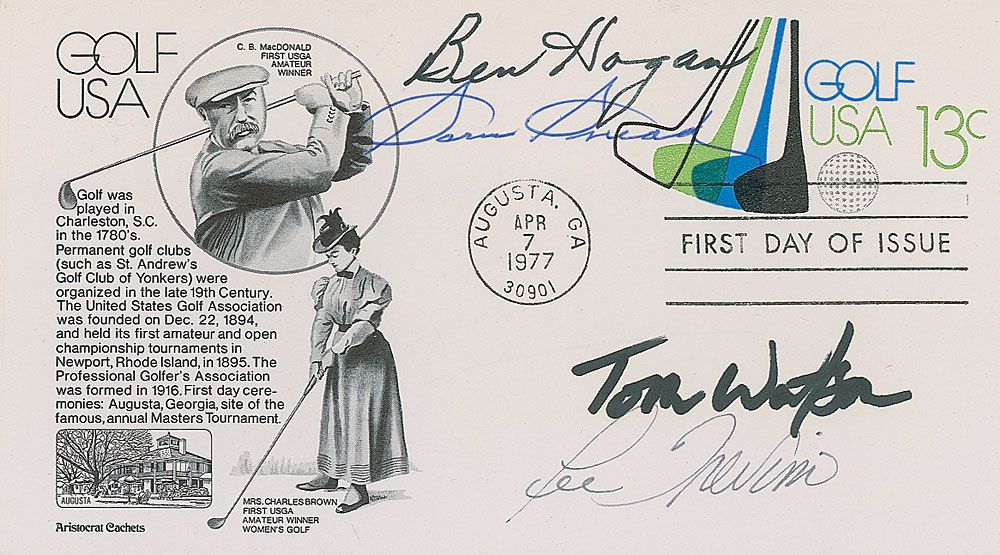 GOLF
USA
C. B. MacDONALD
FIRST USGA
AMATEUR
WINNER
Golf was
played in
Charleston, S.C.
in the 1780's.
Permanent golf clubs
(such as St. Andrew's
Golf Club of Yonkers) were
organized in the late 19th Century.
The United States Golf Association
was founded on Dec. 22, 1894,
and held its first amateur and open
championship tournaments in
Newport, Rhode Island, in 1895. The
Professional Golfer's Association
was formed in 1916. First day cere-
monies: Augusta, Georgia, site of the
famous, annual Masters Tournament.
AUGUSTA
Aristocrat Cachets
MRS. CHARLES BROWN
FIRST USGA
AMATEUR WINNER
WOMEN'S GOLF
Ben Hogan
Sam Snead
GOLF
USA 13c
AUGUSTA, GA
APR
7
1977
30901
FIRST DAY OF ISSUE
Tom Watson
Lee Trevino